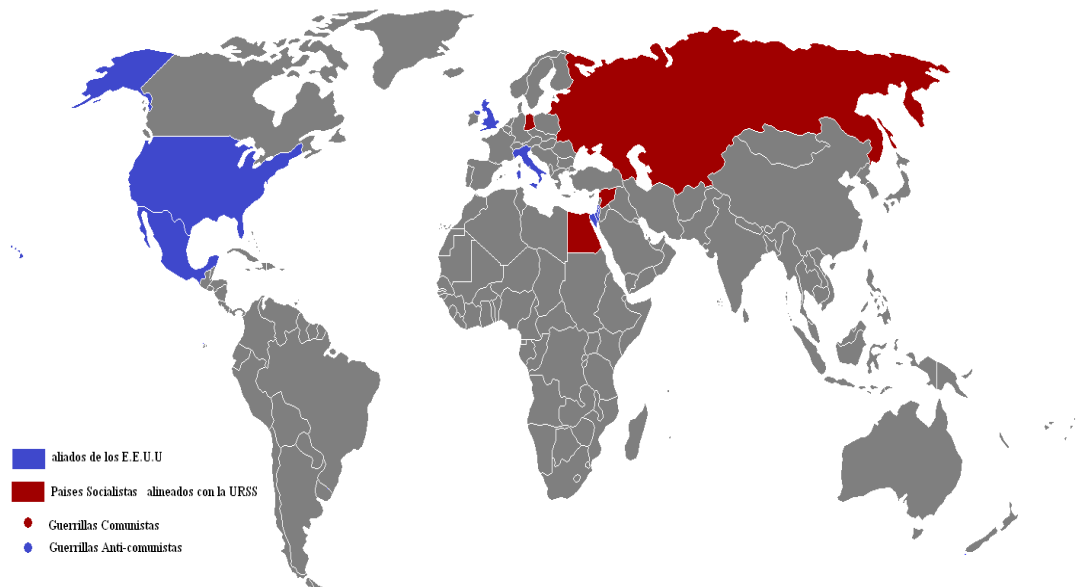 aliados de los E.E.U.U
Paises Socialistas alineados con la URSS
Guerrillas Comunistas
Guerrillas Anti-comunistas